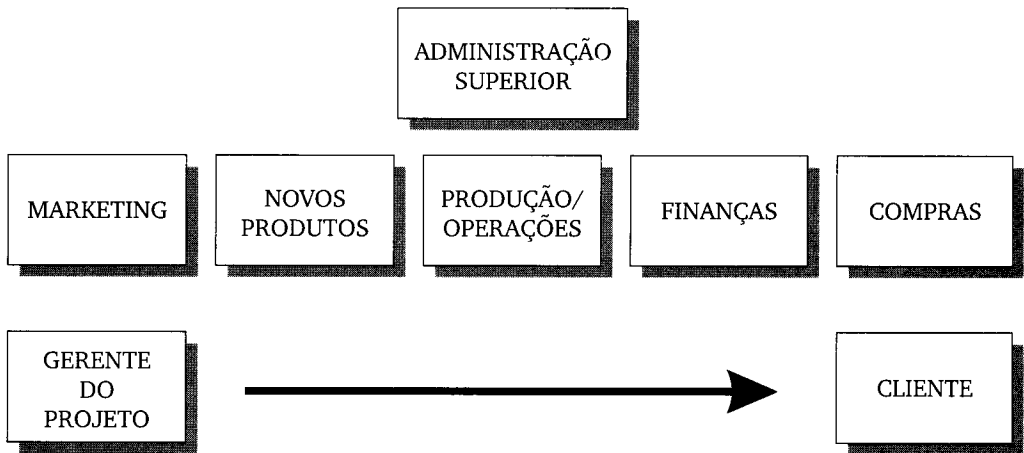 ADMINISTRAÇÃO
SUPERIOR
MARKETING
NOVOS
PRODUTOS
PRODUÇÃO/
OPERAÇÕES
FINANÇAS
COMPRAS
GERENTE
DO
PROJETO
CLIENTE